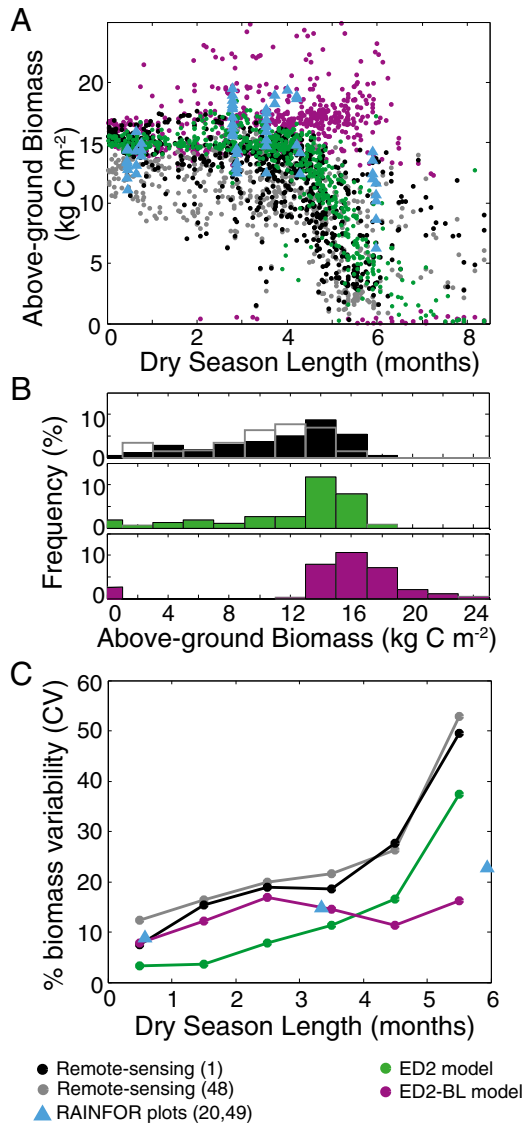 A
Above-ground Biomass
(kg C m-2)
20
15
10
5
0
0 2 4 6 8
Dry Season Length (months)
B
Frequency (%)
10
0
10
0
10
0
0 4 8 12 16 20 24
Above-ground Biomass (kg C m-2)
C
% biomass variability (CV)
60
50
40
30
20
10
0
0 1 2 3 4 5 6
Dry Season Length (months)
Remote-sensing (1)
Remote-sensing (48)
RAINFOR plots (20,49)
ED2 model
ED2-BL model